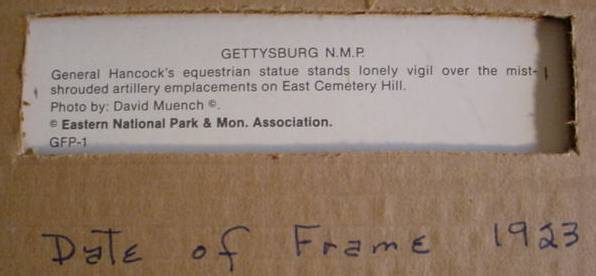 GETTYSBURG N.M.P.
General Hancock's equestrian statue stands lonely vigil over the mist-
shrouded artillery emplacements on East Cemetery Hill.
Photo by: David Muench ©.
© Eastern National Park & Mon. Association.
GFP-1
Date of Frame 1923